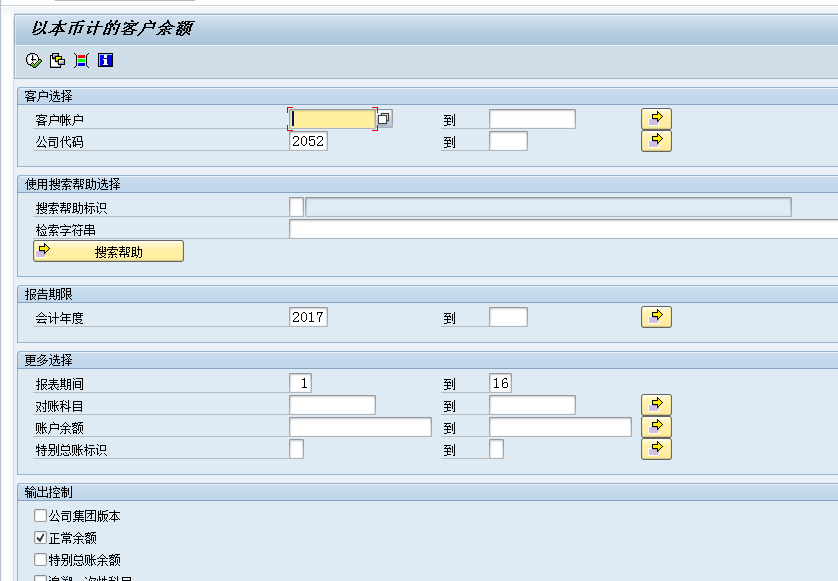 以本币计的客户余额
客户选择
客户帐户 到
公司代码 2052 到
使用搜索帮助选择
搜索帮助标识
检索字符串
搜索帮助
报告期限
会计年度 2017 到
更多选择
报表期间 1 到 16
对账科目 到
账户余额 到
特别总账标识 到
输出控制
公司集团版本
正常余额
特别总账余额